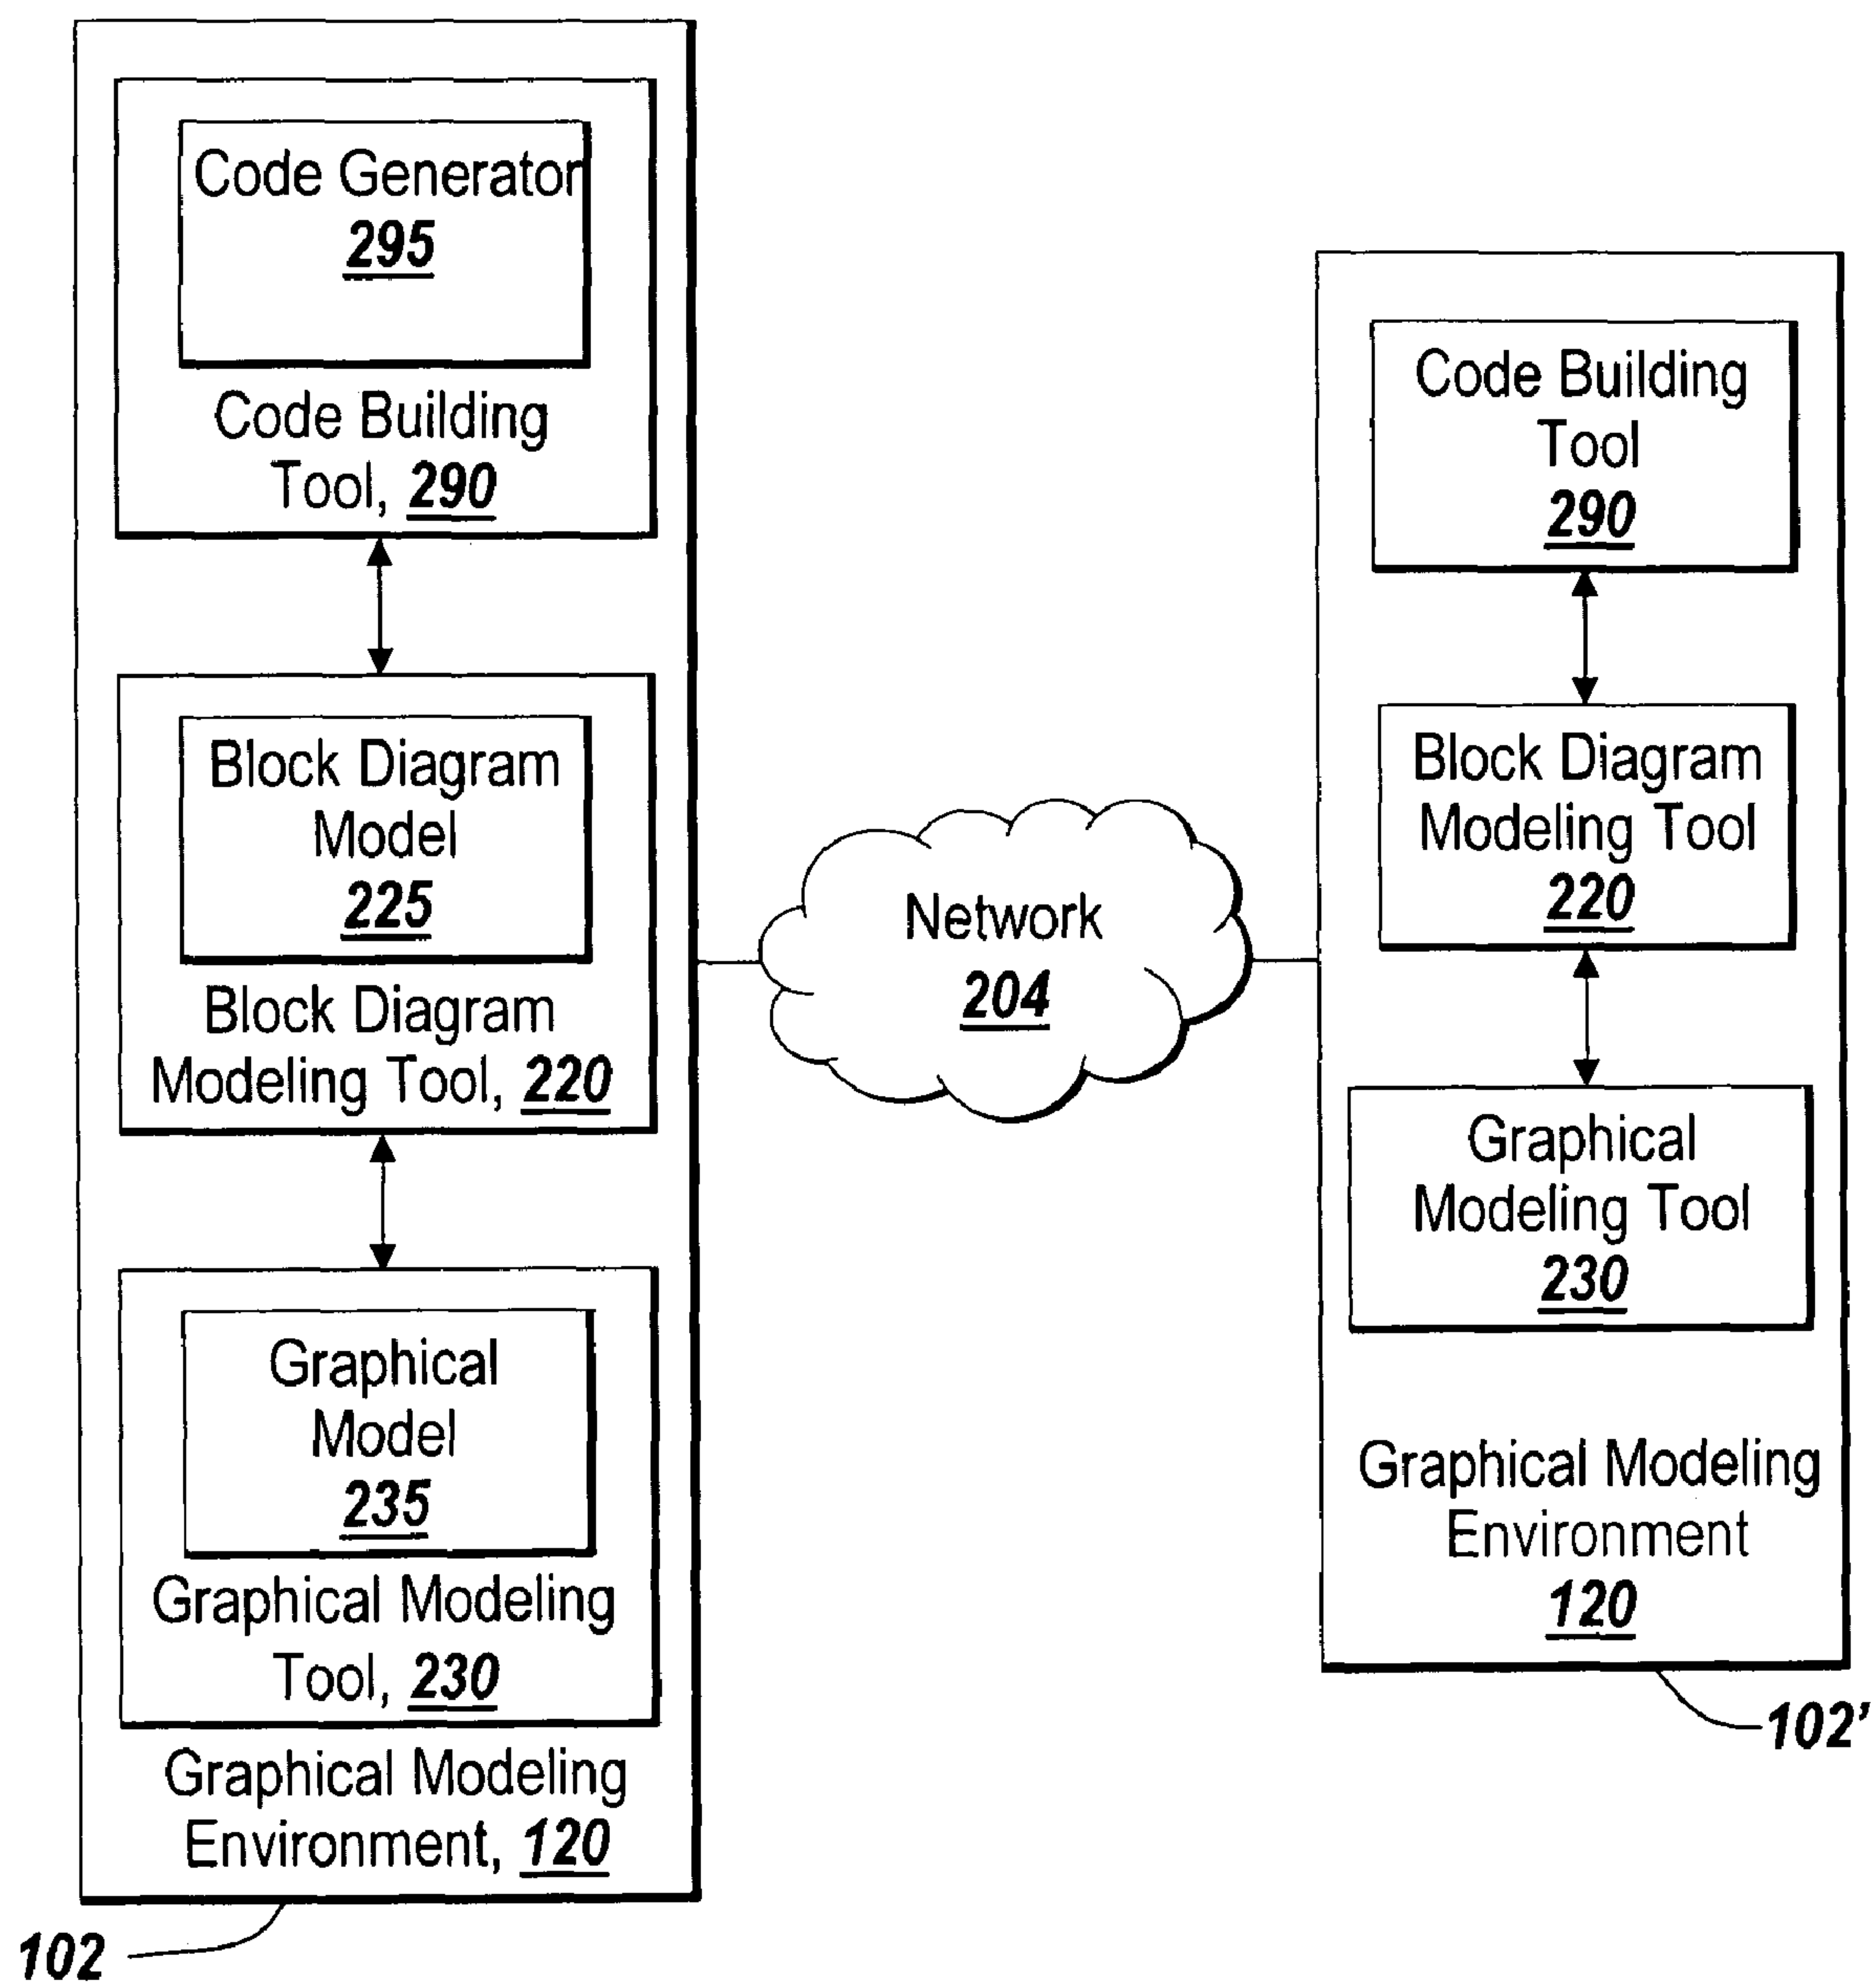 Code Generator
295
Code Building
Tool, 290
Block Diagram
Model
225
Block Diagram
Modeling Tool, 220
Graphical
Model
235
Graphical Modeling
Tool, 230
Graphical Modeling
Environment, 120
102
Network
204
Code Building
Tool
290
Block Diagram
Modeling Tool
220
Graphical
Modeling Tool
230
Graphical Modeling
Environment
120
102'